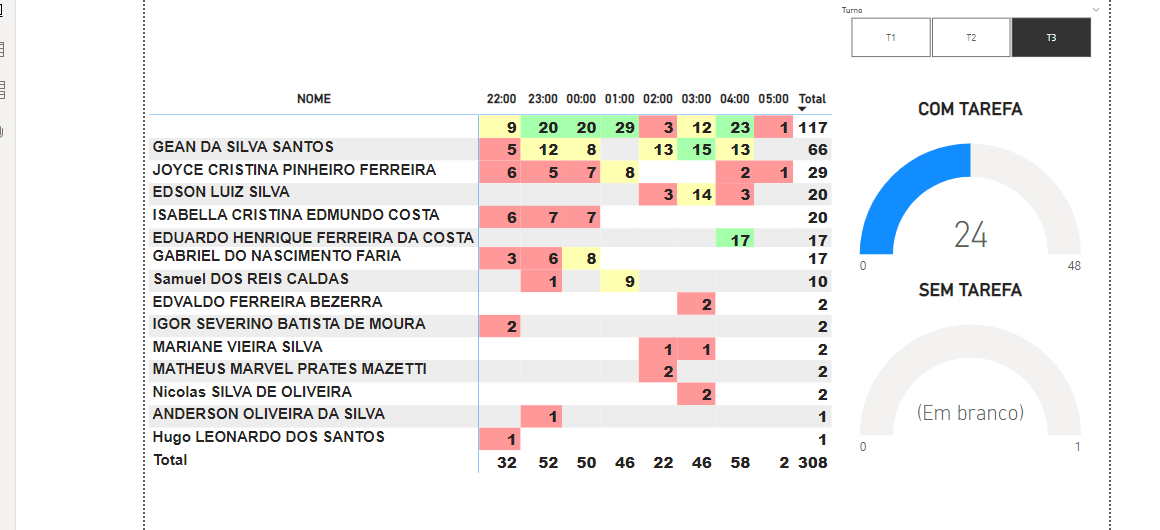 Turno
T1 T2 T3
NOME 22:00 23:00 00:00 01:00 02:00 03:00 04:00 05:00 Total
9 20 20 29 3 12 23 1 117
GEAN DA SILVA SANTOS 5 12 8 13 15 13 66
JOYCE CRISTINA PINHEIRO FERREIRA 6 5 7 8 2 1 29
EDSON LUIZ SILVA 3 14 3 20
ISABELLA CRISTINA EDMUNDO COSTA 6 7 7 20
EDUARDO HENRIQUE FERREIRA DA COSTA 17 17
GABRIEL DO NASCIMENTO FARIA 3 6 8 17
Samuel DOS REIS CALDAS 1 9 10
EDVALDO FERREIRA BEZERRA 2 2
IGOR SEVERINO BATISTA DE MOURA 2 2
MARIANE VIEIRA SILVA 1 1 2
MATHEUS MARVEL PRATES MAZETTI 2 2
Nicolas SILVA DE OLIVEIRA 2 2
ANDERSON OLIVEIRA DA SILVA 1 1
Hugo LEONARDO DOS SANTOS 1 1
Total 32 52 50 46 22 46 58 2 308
COM TAREFA
24
0 48
SEM TAREFA
(Em branco)
0 1